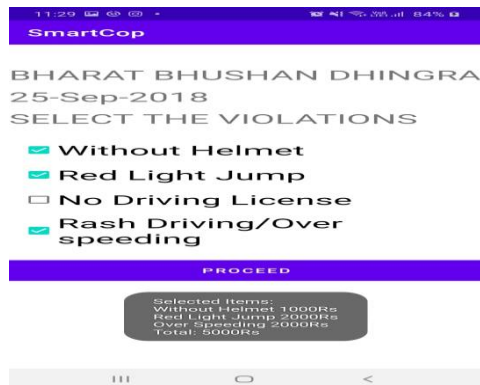 11:29
84%
SmartCop
BHARAT BHUSHAN DHINGRA
25-Sep-2018
SELECT THE VIOLATIONS
Without Helmet
Red Light Jump
No Driving License
Rash Driving/Over
speeding
PROCEED
Selected Items:
Without Helmet 1000Rs
Red Light Jump 2000Rs
Over Speeding 2000Rs
Total: 5000Rs